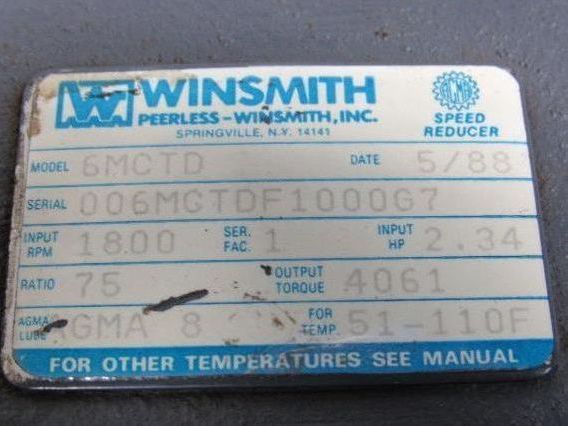 WINSMITH
PEERLESS-WINSMITH, INC.
SPRINGVILLE, N.Y. 14141
SPEED
REDUCER
MODEL 6MCTD DATE 5/88
SERIAL 006MCTDF1000G7
INPUT RPM 1800 SER. FAC. 1 INPUT HP 2.34
RATIO 75 OUTPUT TORQUE 4061
AGMA LUBE GMA 8 FOR TEMP. 51-110F
FOR OTHER TEMPERATURES SEE MANUAL